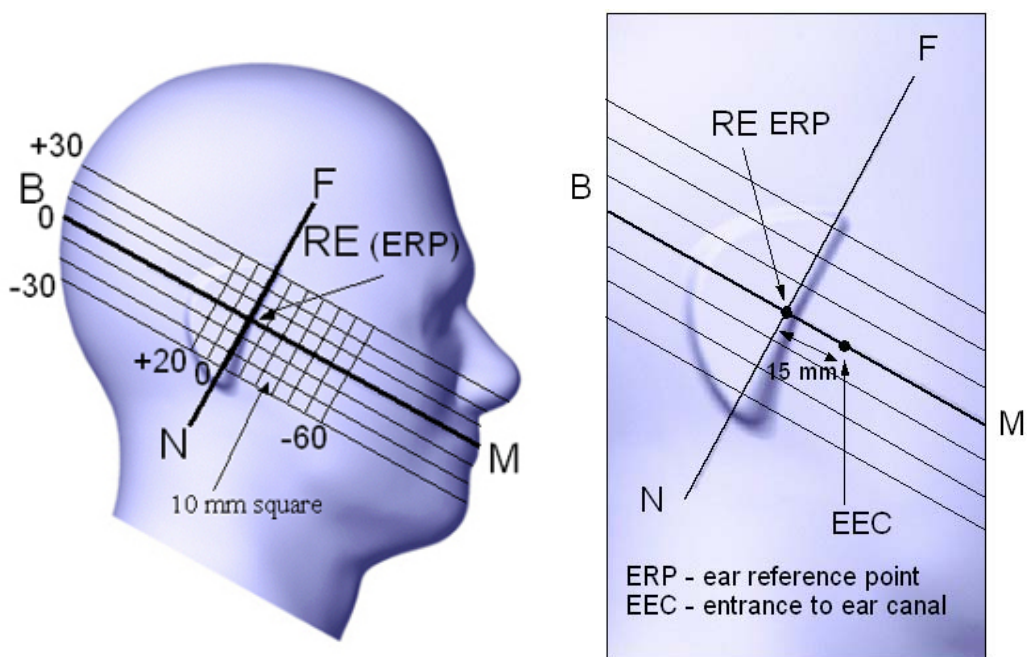 +30
B
0
-30
F
RE (ERP)
+20
0
N
-60
M
10 mm square
F
RE ERP
B
15 mm
M
N
EEC
ERP - ear reference point
EEC - entrance to ear canal